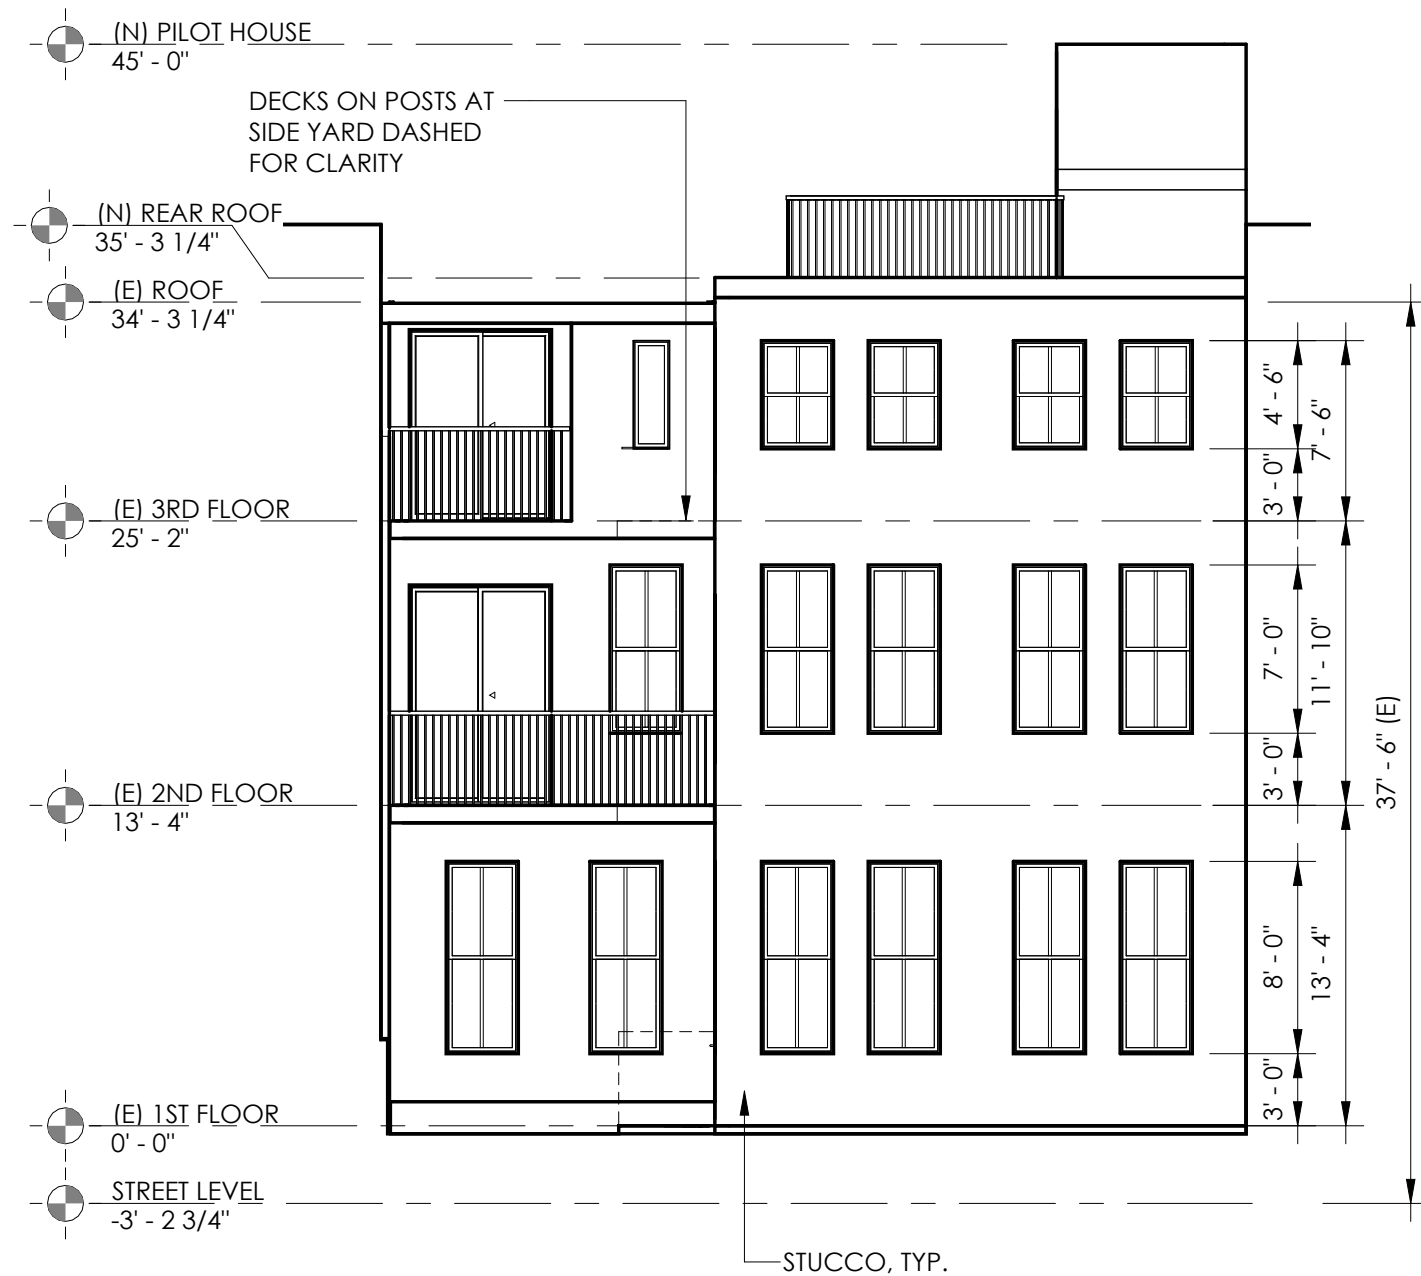 (N) PILOT HOUSE
45' - 0"
DECKS ON POSTS AT
SIDE YARD DASHED
FOR CLARITY
(N) REAR ROOF
35' - 3 1/4"
(E) ROOF
34' - 3 1/4"
(E) 3RD FLOOR
25' - 2"
(E) 2ND FLOOR
13' - 4"
(E) 1ST FLOOR
0' - 0"
STREET LEVEL
-3' - 2 3/4"
STUCCO, TYP.
4' - 6"
7' - 6"
3' - 0"
7' - 0"
11' - 10"
3' - 0"
8' - 0"
13' - 4"
3' - 0"
37' - 6" (E)